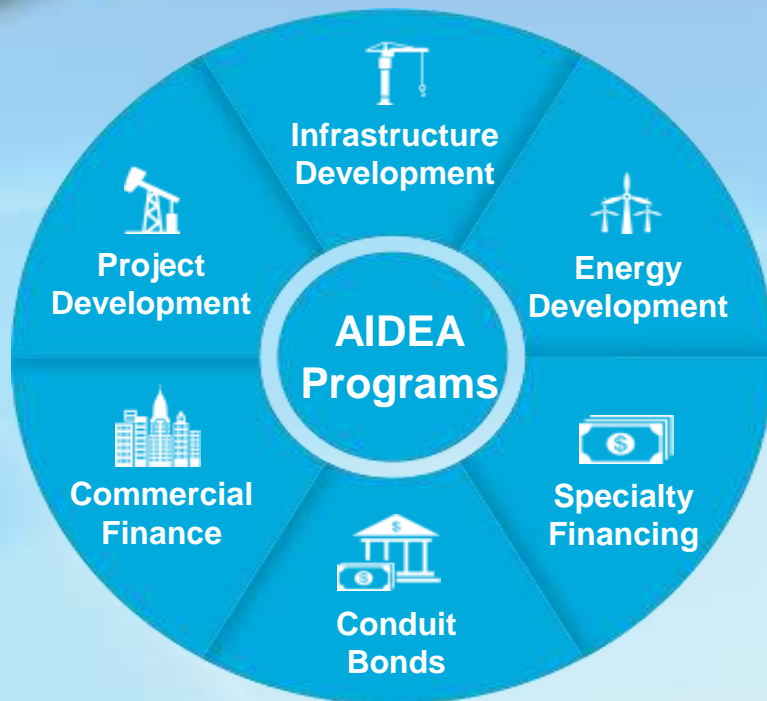 Infrastructure
Development
Energy
Development
Specialty
Financing
Conduit
Bonds
Commercial
Finance
Project
Development
AIDEA
Programs
$
$
$